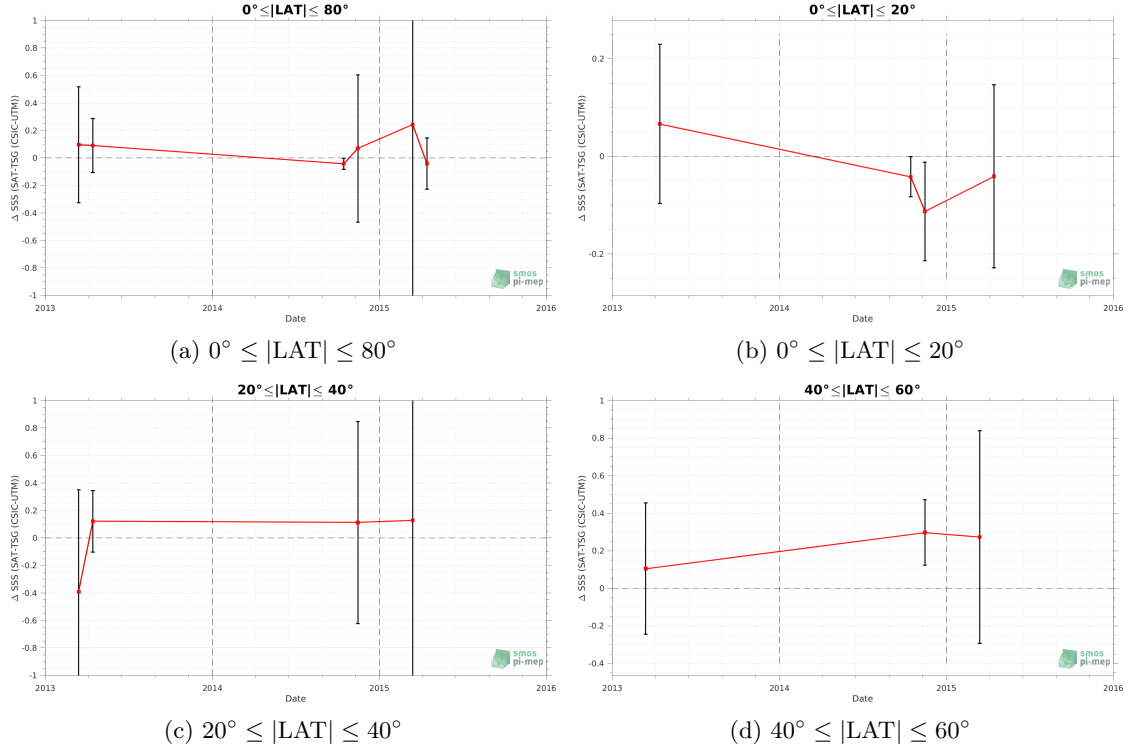 0°≤|LAT|≤ 80°
Δ SSS (SAT-TSG (CSIC-UTM))
1
0.8
0.6
0.4
0.2
0
-0.2
-0.4
-0.6
-0.8
-1
2013
2014
2015
2016
Date
smos
pi-mep
(a) 0° ≤ |LAT| ≤ 80°
0°≤|LAT|≤ 20°
Δ SSS (SAT-TSG (CSIC-UTM))
0.2
0
-0.2
2013
2014
2015
2016
Date
smos
pi-mep
(b) 0° ≤ |LAT| ≤ 20°
20°≤|LAT|≤ 40°
Δ SSS (SAT-TSG (CSIC-UTM))
1
0.8
0.6
0.4
0.2
0
-0.2
-0.4
-0.6
-0.8
-1
2013
2014
2015
2016
Date
smos
pi-mep
(c) 20° ≤ |LAT| ≤ 40°
40°≤|LAT|≤ 60°
Δ SSS (SAT-TSG (CSIC-UTM))
1
0.8
0.6
0.4
0.2
0
-0.2
-0.4
2013
2014
2015
2016
Date
smos
pi-mep
(d) 40° ≤ |LAT| ≤ 60°